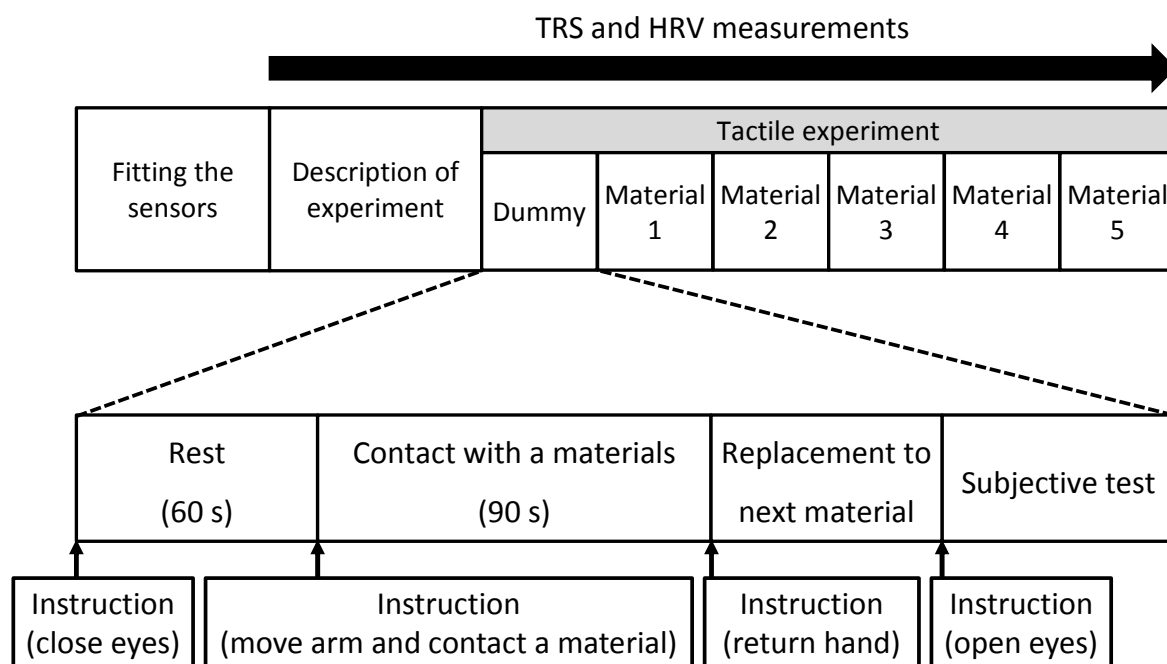 TRS and HRV measurements
Tactile experiment
Fitting the
sensors
Description of
experiment
Dummy
Material
1
Material
2
Material
3
Material
4
Material
5
Rest
(60 s)
Contact with a materials
(90 s)
Replacement to
next material
Subjective test
Instruction
(close eyes)
Instruction
(move arm and contact a material)
Instruction
(return hand)
Instruction
(open eyes)